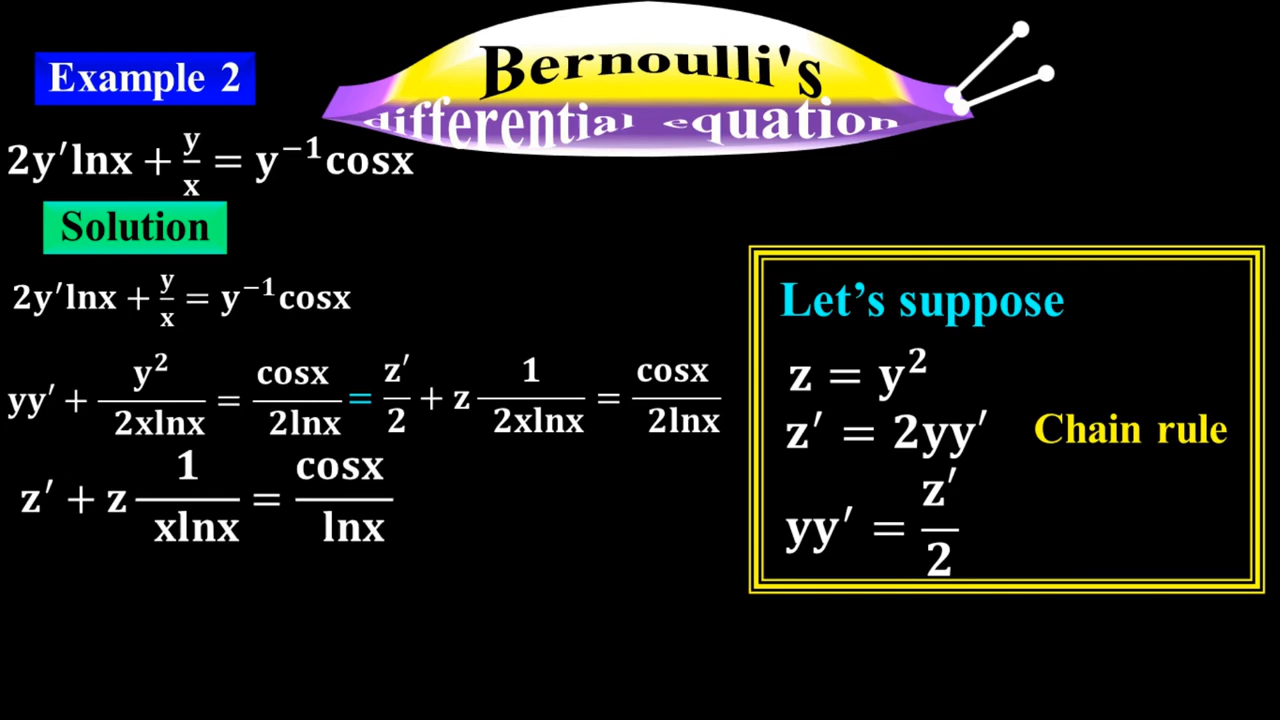 Bernoulli's
differential equation
Example 2
2y′lnx + y/x = y⁻¹cosx
Solution
2y′lnx + y/x = y⁻¹cosx
yy′ + y²/2xlnx = cosx/2lnx = z′/2 + z 1/2xlnx = cosx/2lnx
z′ + z 1/xlnx = cosx/lnx
Let’s suppose
z = y²
z′ = 2yy′ Chain rule
yy′ = z′/2